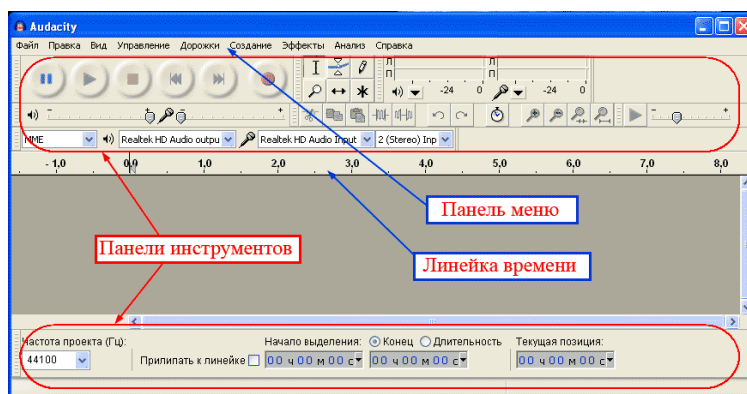 Audacity
Файл Правка Вид Управление Дорожки Создание Эффекты Анализ Справка
Л Л
П П
-24 0 -24 0
MME Realtek HD Audio outpu Realtek HD Audio Input 2 (Stereo) Inp
- 1,0 0,0 1,0 2,0 3,0 4,0 5,0 6,0 7,0 8,0
Панель меню
Панели инструментов
Линейка времени
Частота проекта (Гц): Начало выделения: Конец Длительность Текущая позиция:
44100 Прилипать к линейке 00 ч 00 м 00 с 00 ч 00 м 00 с 00 ч 00 м 00 с